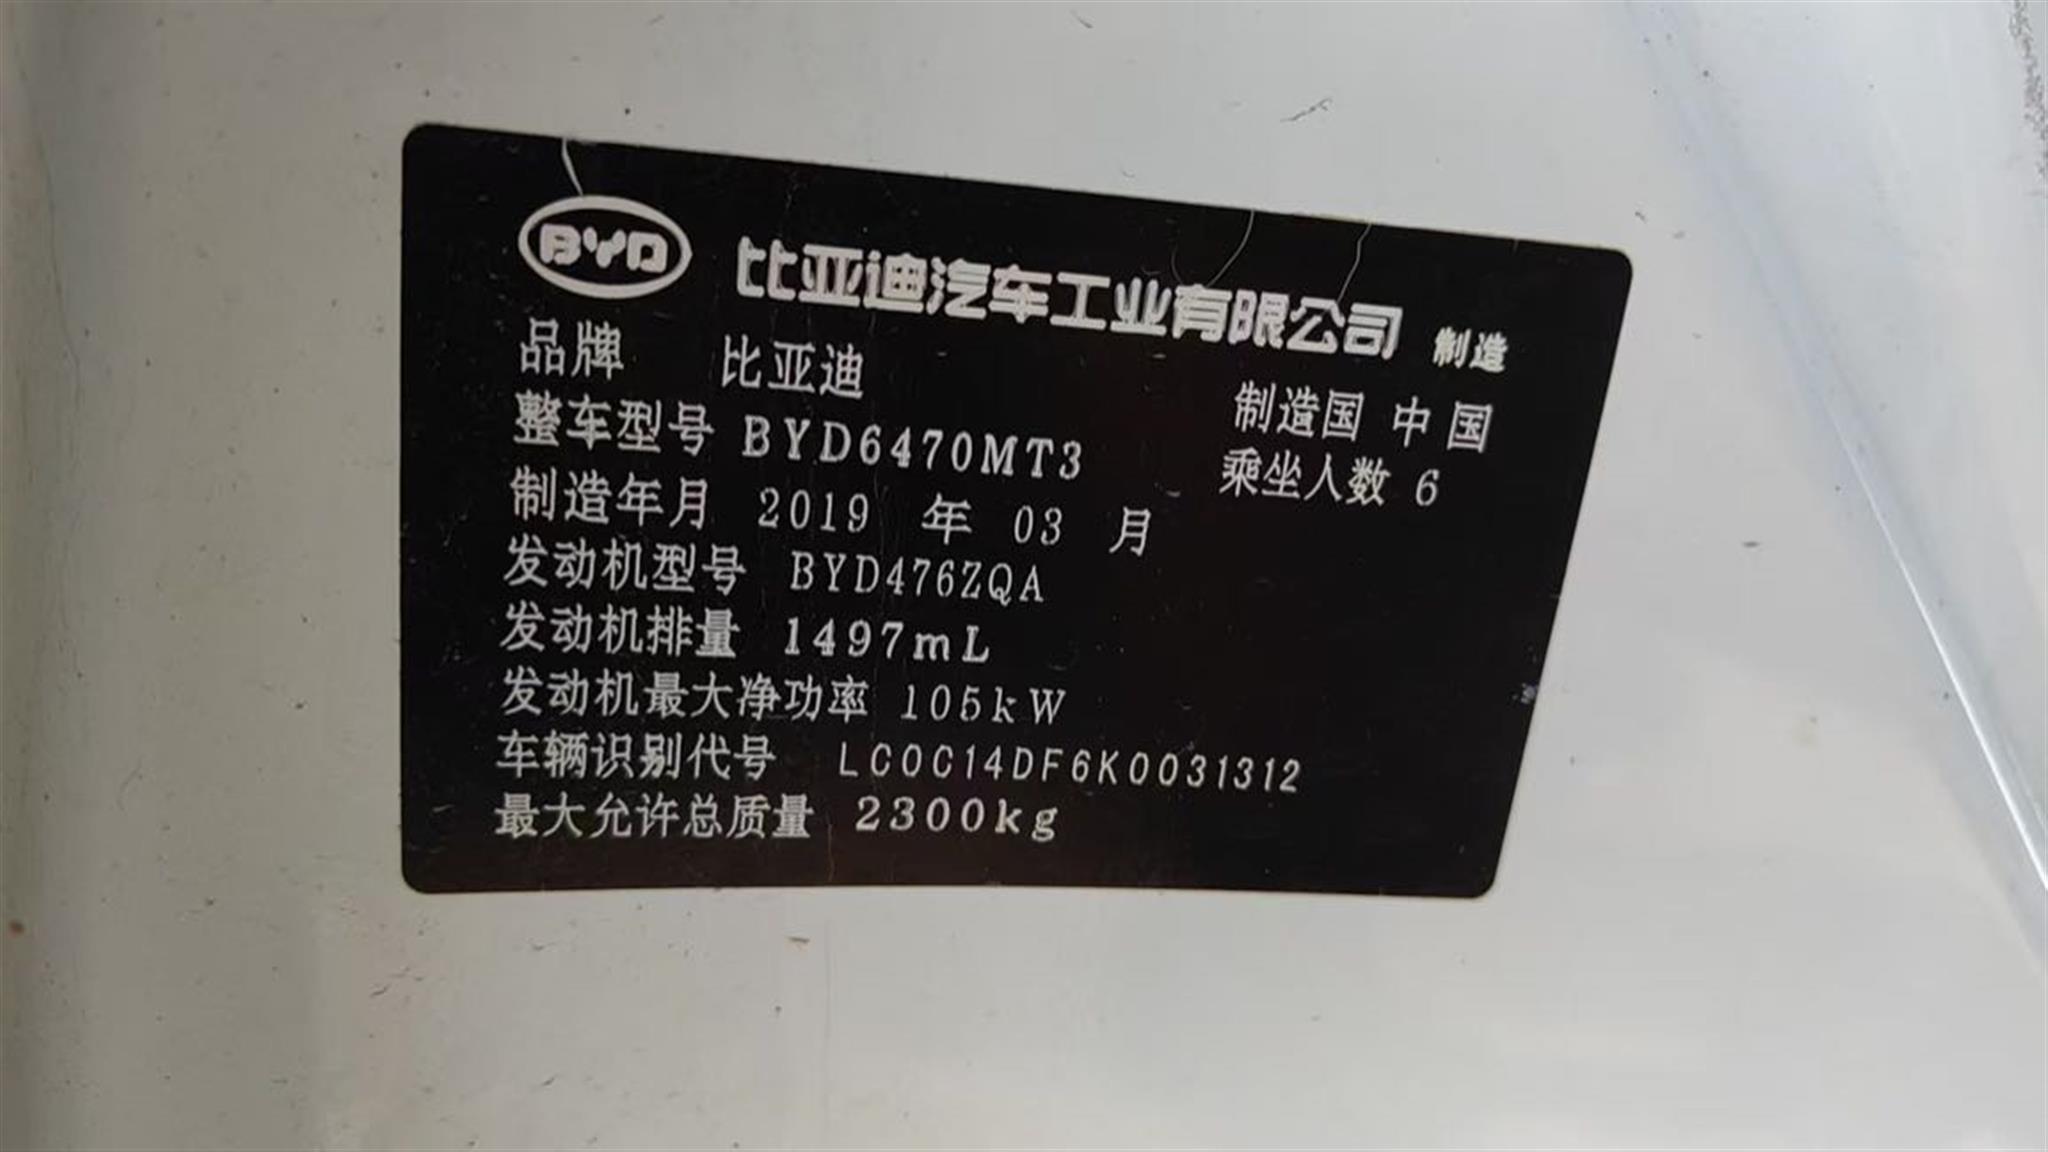 BYD 比亚迪汽车工业有限公司 制造
品牌 比亚迪 制造国 中国
整车型号 BYD6470MT3 乘坐人数 6
制造年月 2019 年 03 月
发动机型号 BYD476ZQA
发动机排量 1497mL
发动机最大净功率 105kW
车辆识别代号 LC0C14DF6K0031312
最大允许总质量 2300kg